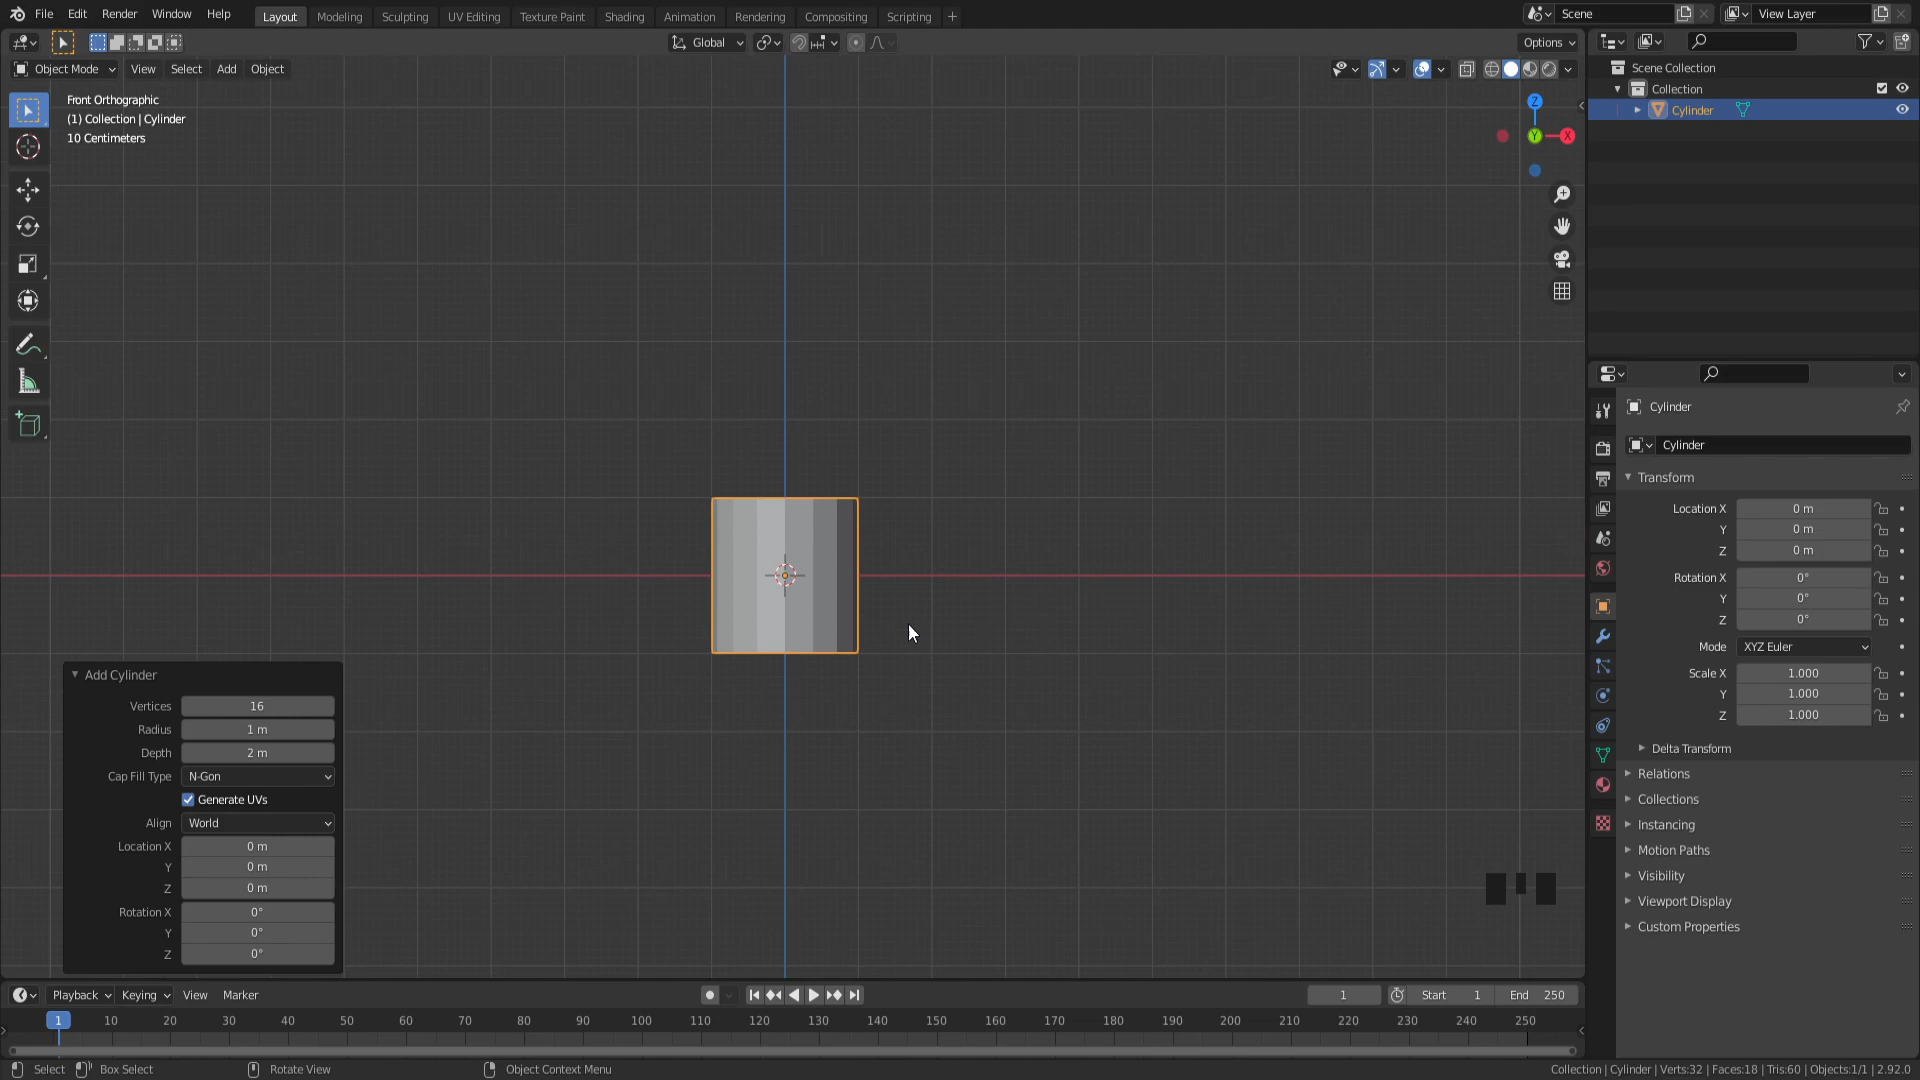 File Edit Render Window Help Layout Modeling Sculpting UV Editing Texture Paint Shading Animation Rendering Compositing Scripting + Scene View Layer
Global Options
Object Mode View Select Add Object
Front Orthographic
(1) Collection | Cylinder
10 Centimeters
Z
Y
X
Scene Collection
Collection
Cylinder
Cylinder
Cylinder
Transform
Location X 0 m
Y 0 m
Z 0 m
Rotation X 0°
Y 0°
Z 0°
Mode XYZ Euler
Scale X 1.000
Y 1.000
Z 1.000
Delta Transform
Relations
Collections
Instancing
Motion Paths
Visibility
Viewport Display
Custom Properties
Add Cylinder
Vertices 16
Radius 1 m
Depth 2 m
Cap Fill Type N-Gon
Generate UVs
Align World
Location X 0 m
Y 0 m
Z 0 m
Rotation X 0°
Y 0°
Z 0°
Playback Keying View Marker 1 Start 1 End 250
1 10 20 30 40 50 60 70 80 90 100 110 120 130 140 150 160 170 180 190 200 210 220 230 240 250
Select Box Select Rotate View Object Context Menu Collection | Cylinder | Verts:32 | Faces:18 | Tris:60 | Objects:1/1 | 2.92.0